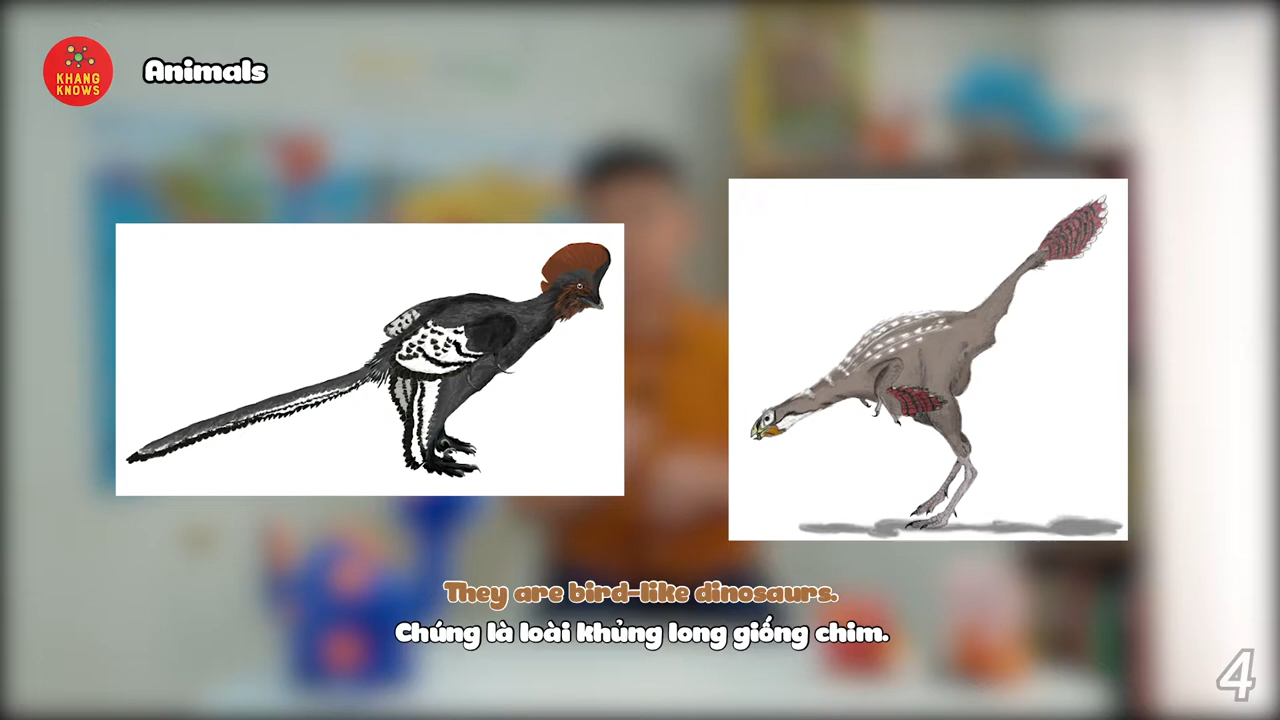 KHANG
KNOWS
Animals
They are bird-like dinosaurs.
Chúng là loài khủng long giống chim.
4